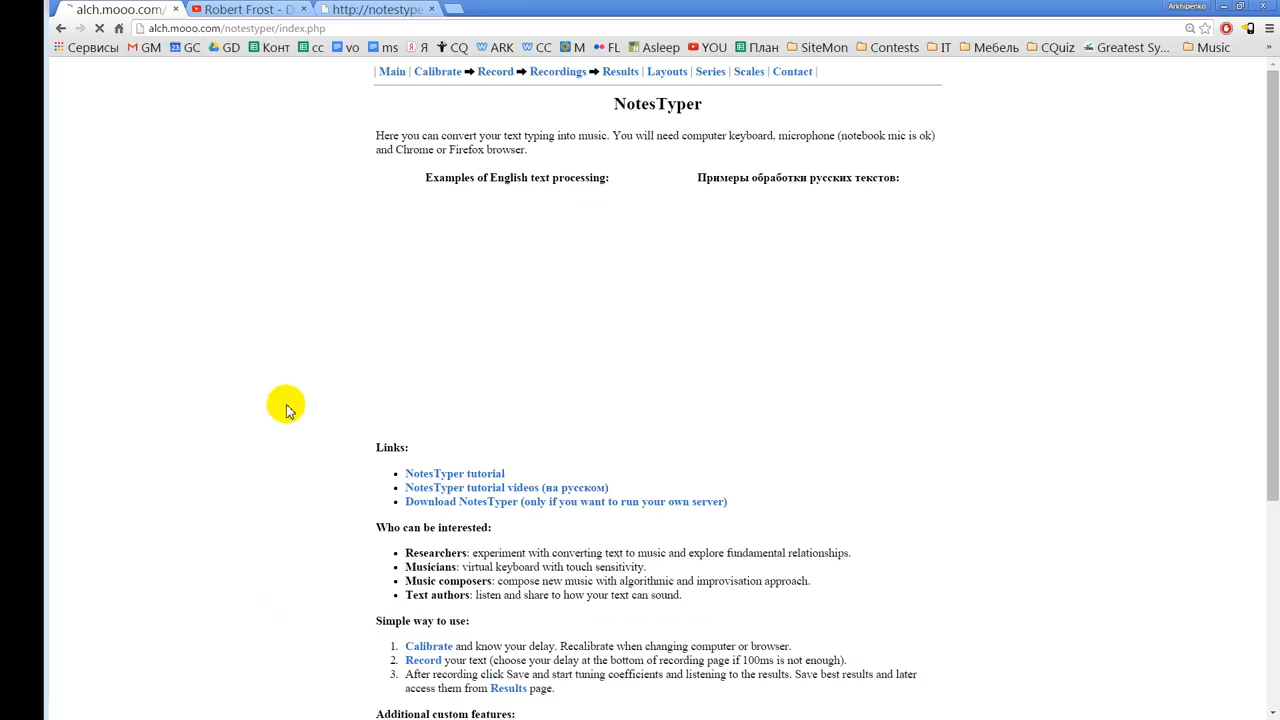 Arkhipenko
alch.mooo.com/
Robert Frost - D
http://notestype
alch.mooo.com/notestyper/index.php
Сервисы GM GC GD Конт cc vo ms Я CQ ARK CC M FL Asleep YOU План SiteMon Contests IT Мебель CQuiz Greatest Sy... Music »
| Main | Calibrate Record Recordings Results | Layouts | Series | Scales | Contact |
NotesTyper
Here you can convert your text typing into music. You will need computer keyboard, microphone (notebook mic is ok)
and Chrome or Firefox browser.
Examples of English text processing: Примеры обработки русских текстов:
Links:
• NotesTyper tutorial
• NotesTyper tutorial videos (на русском)
• Download NotesTyper (only if you want to run your own server)
Who can be interested:
• Researchers: experiment with converting text to music and explore fundamental relationships.
• Musicians: virtual keyboard with touch sensitivity.
• Music composers: compose new music with algorithmic and improvisation approach.
• Text authors: listen and share to how your text can sound.
Simple way to use:
1. Calibrate and know your delay. Recalibrate when changing computer or browser.
2. Record your text (choose your delay at the bottom of recording page if 100ms is not enough).
3. After recording click Save and start tuning coefficients and listening to the results. Save best results and later
access them from Results page.
Additional custom features: